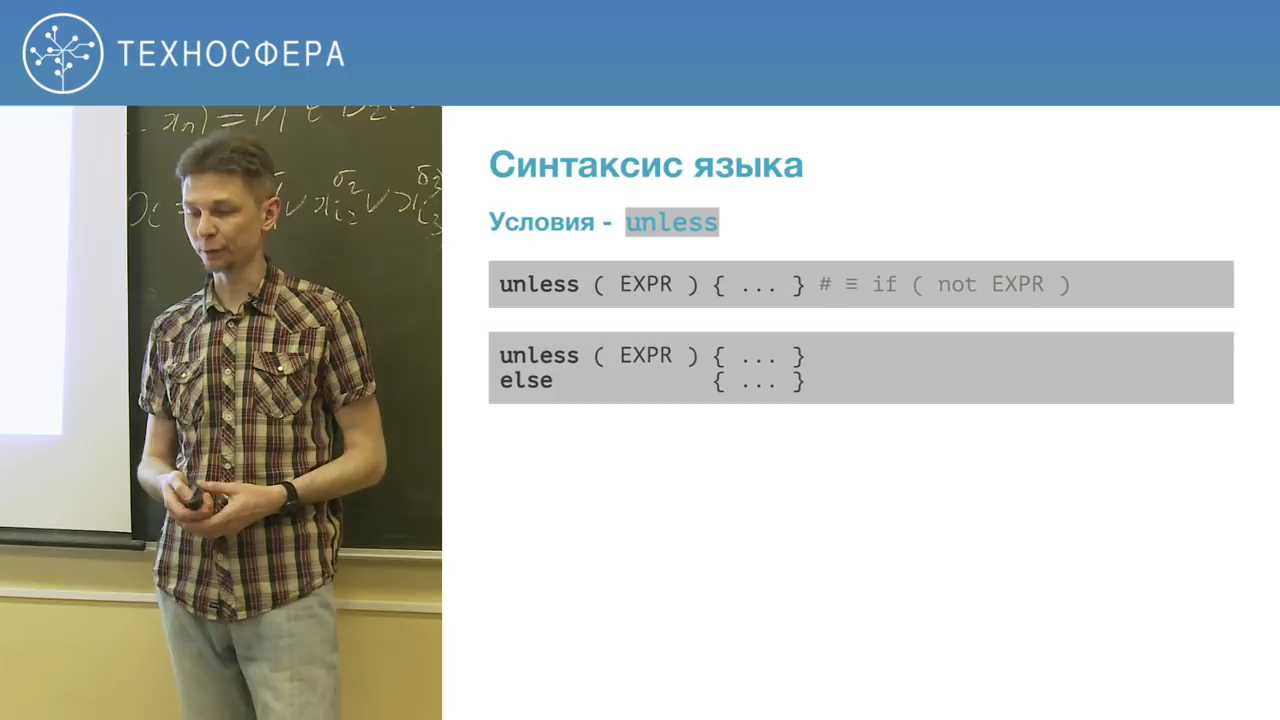 ТЕХНОСФЕРА
Синтаксис языка
Условия - unless
unless ( EXPR ) { ... } # ≡ if ( not EXPR )
unless ( EXPR ) { ... }
else { ... }